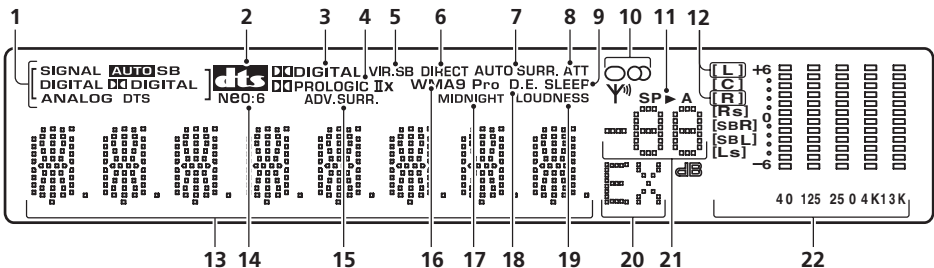 1 2 3 4 5 6 7 8 9 10 11 12
SIGNAL AUTO SB dts DIGITAL VIR.SB DIRECT AUTO SURR. ATT
DIGITAL DIGITAL PROLOGIC IIx WMA9 Pro D.E. SLEEP
ANALOG DTS Neo:6 ADV.SURR. MIDNIGHT LOUDNESS SP ► A
[L] +6
[C]
[R]
[Rs] 0
[SBR]
[SBL]
[Ls] -6
dB
EX
40 125 250 4K 13K
13 14 15 16 17 18 19 20 21 22